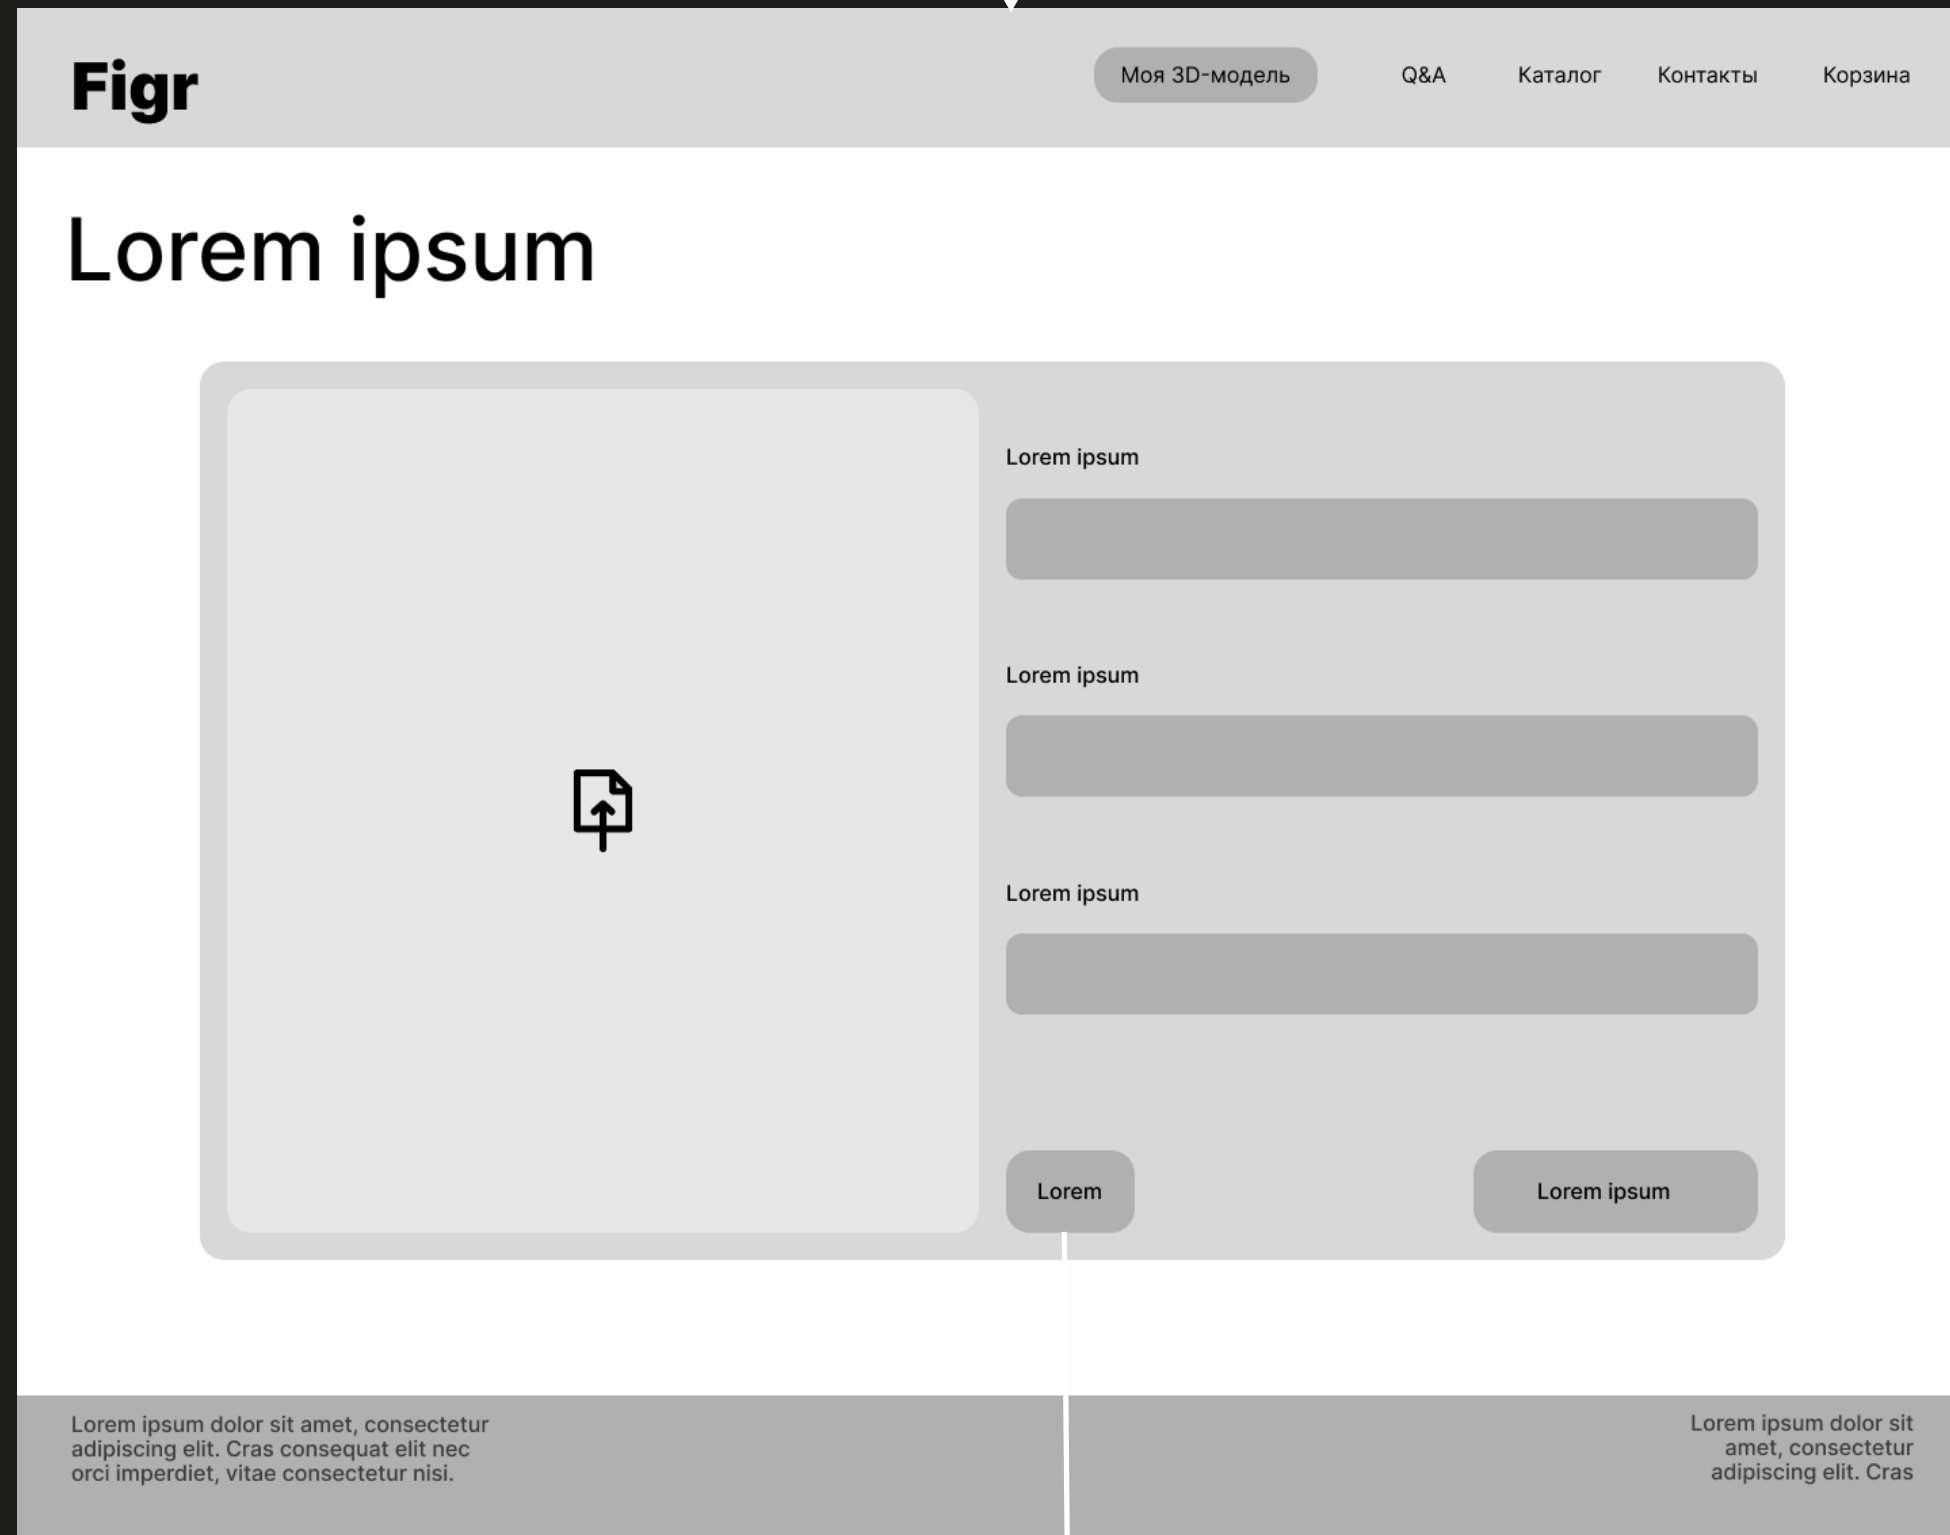 Figr
Моя 3D-модель
Q&A
Каталог
Контакты
Корзина
Lorem ipsum
Lorem ipsum
Lorem ipsum
Lorem ipsum
Lorem
Lorem ipsum
Lorem ipsum dolor sit amet, consectetur
adipiscing elit. Cras consequat elit nec
orci imperdiet, vitae consectetur nisi.
Lorem ipsum dolor sit
amet, consectetur
adipiscing elit. Cras